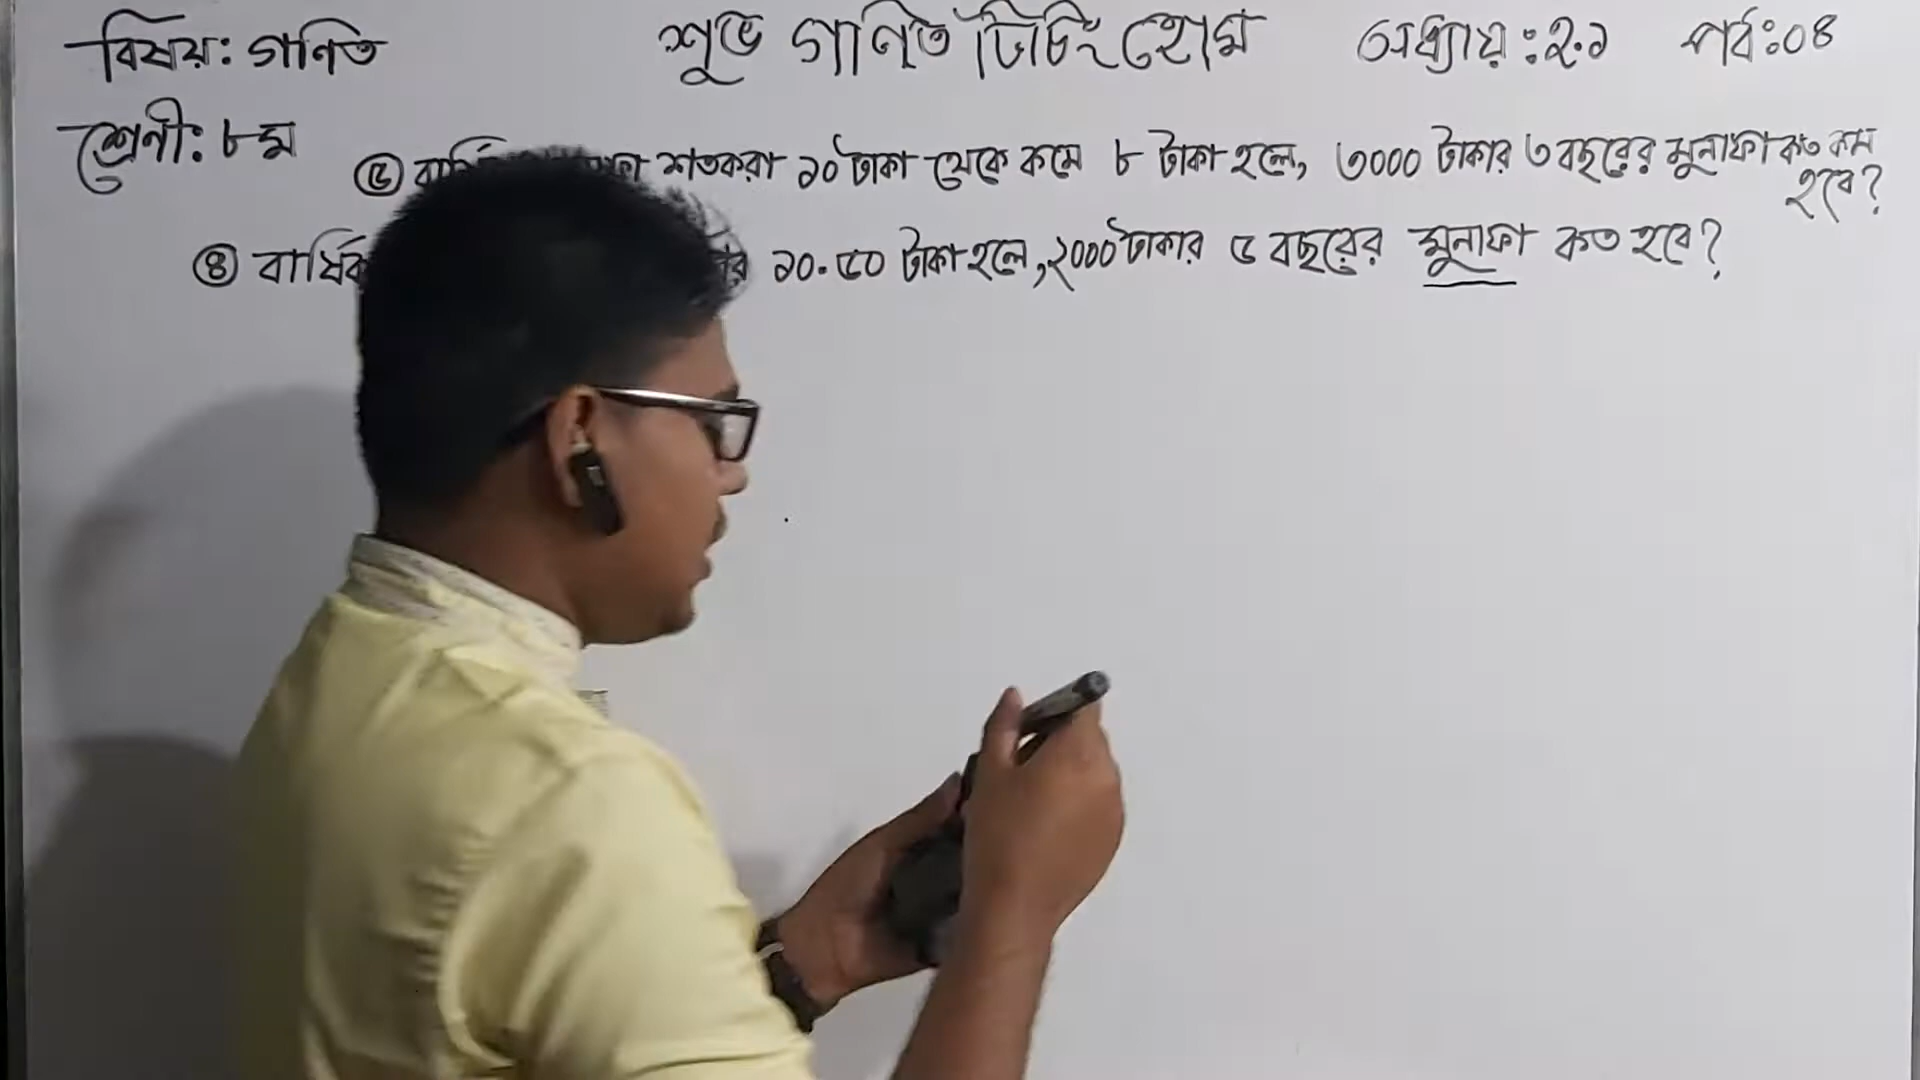 বিষয়: গণিত
শুভ গণিত টিচিং হোম
অধ্যায়: ২.১
পর্ব: ০৪
শ্রেণী: ৮ম
৫ শতকরা ১০ টাকা থেকে কমে ৮ টাকা হলে, ৩০০০ টাকার ৩ বছরের মুনাফা কত কম
হবে?
৪ ১০.৫০ টাকা হলে, ২০০০ টাকার ৫ বছরের মুনাফা কত হবে?